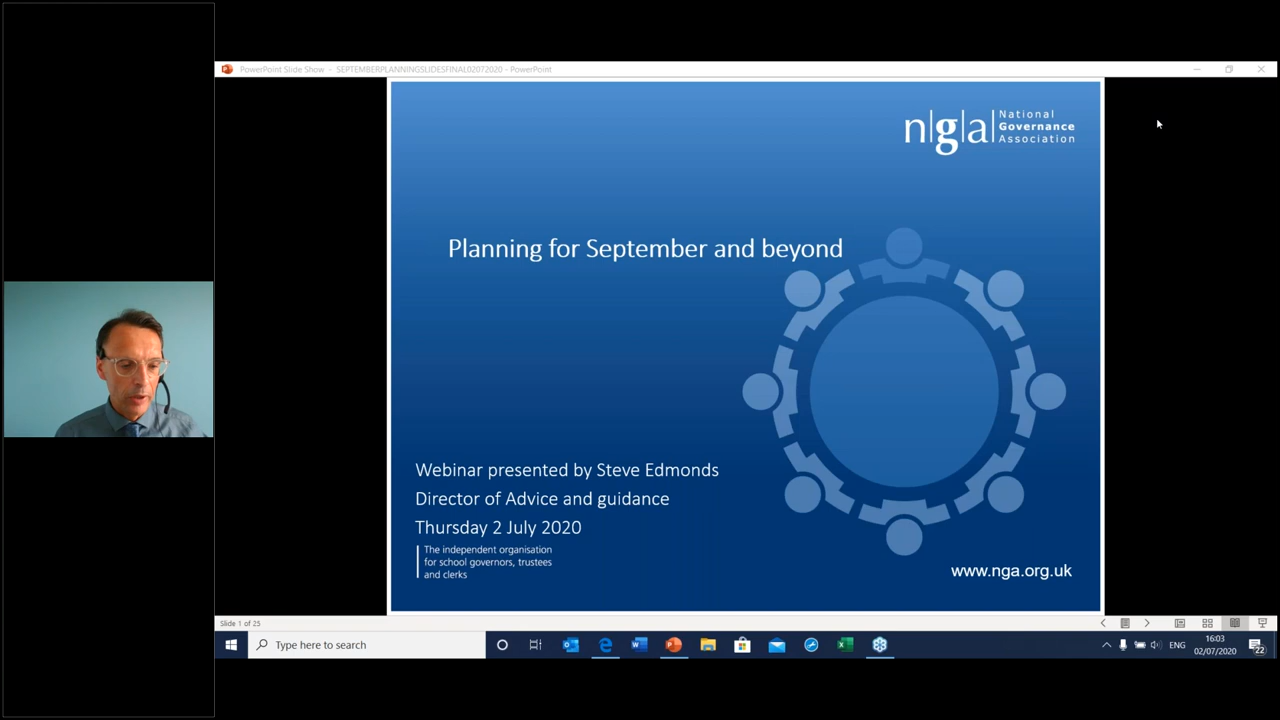 PowerPoint Slide Show - SEPTEMBERPLANNINGSLIDESFINAL02072020 - PowerPoint
n|g|a
National
Governance
Association
Planning for September and beyond
Webinar presented by Steve Edmonds
Director of Advice and guidance
Thursday 2 July 2020
The independent organisation
for school governors, trustees
and clerks
www.nga.org.uk
Slide 1 of 25
Type here to search
ENG
16:03
02/07/2020
22